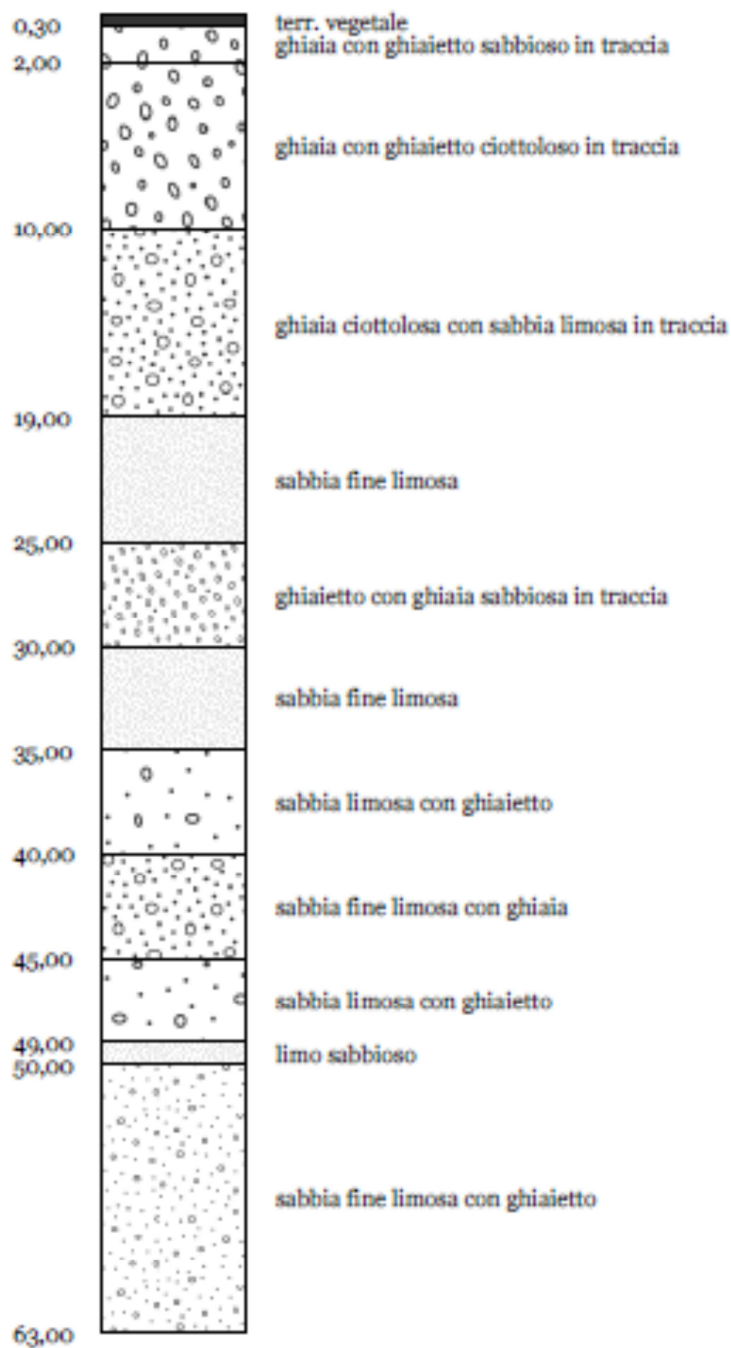 terr. vegetale
0,30
ghiaia con ghiaietto sabbioso in traccia
2,00
ghiaia con ghiaietto ciottoloso in traccia
10,00
ghiaia ciottolosa con sabbia limosa in traccia
19,00
sabbia fine limosa
25,00
ghiaietto con ghiaia sabbiosa in traccia
30,00
sabbia fine limosa
35,00
sabbia limosa con ghiaietto
40,00
sabbia fine limosa con ghiaia
45,00
sabbia limosa con ghiaietto
49,00
limo sabbioso
50,00
sabbia fine limosa con ghiaietto
63,00